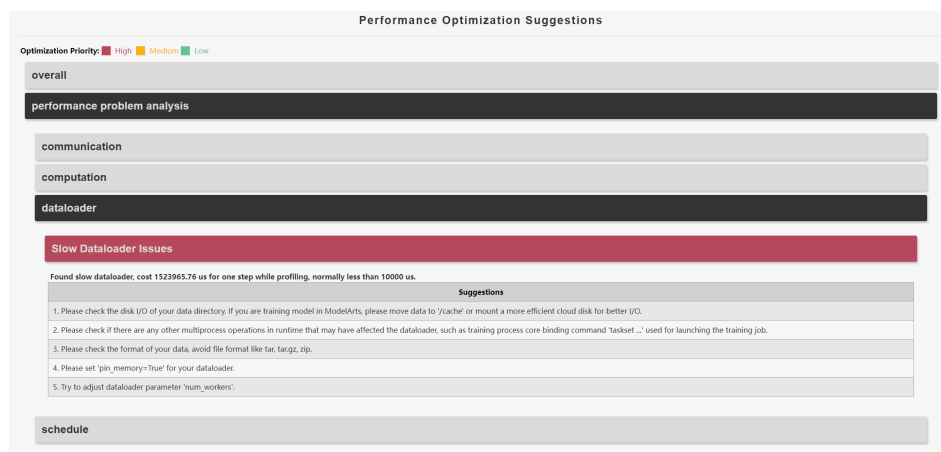 Performance Optimization Suggestions
Optimization Priority: High Medium Low
overall
performance problem analysis
communication
computation
dataloader
Slow Dataloader Issues
Found slow dataloader, cost 1523965.76 us for one step while profiling, normally less than 10000 us.
Suggestions
1. Please check the disk I/O of your data directory. If you are training model in ModelArts, please move data to '/cache' or mount a more efficient cloud disk for better I/O.
2. Please check if there are any other multiprocess operations in runtime that may have affected the dataloader, such as training process core binding command 'taskset ...' used for launching the training job.
3. Please check the format of your data, avoid file format like tar, tar.gz, zip.
4. Please set 'pin_memory=True' for your dataloader.
5. Try to adjust dataloader parameter 'num_workers'.
schedule